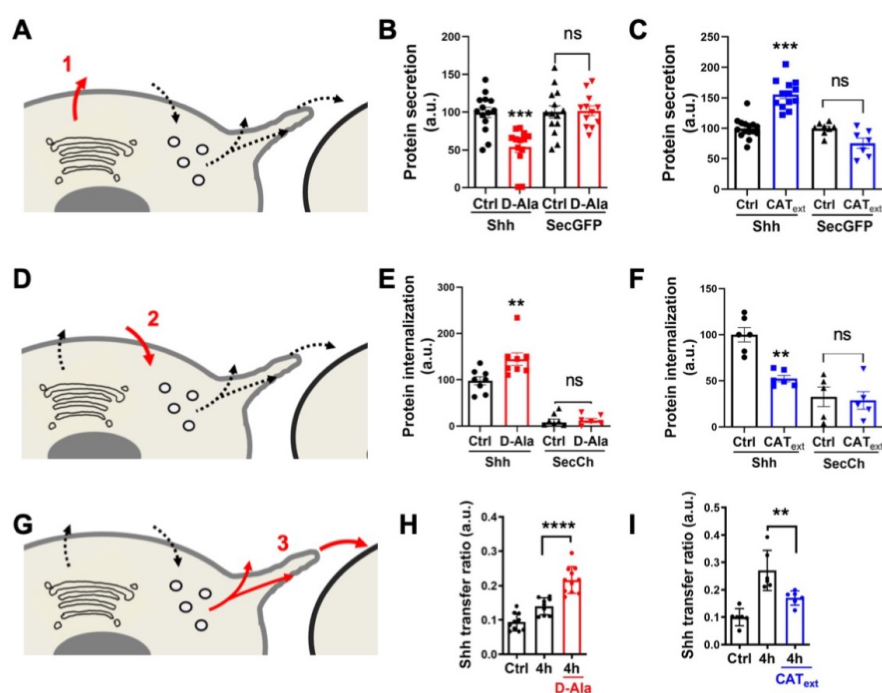 A
1
B
Protein secretion
(a.u.)
200
150
100
50
0
***
ns
Ctrl D-Ala Ctrl D-Ala
Shh SecGFP
C
Protein secretion
(a.u.)
250
200
150
100
50
0
***
ns
Ctrl CAText Ctrl CAText
Shh SecGFP
D
2
E
Protein internalization
(a.u.)
300
200
100
0
**
ns
Ctrl D-Ala Ctrl D-Ala
Shh SecCh
F
Protein internalization
(a.u.)
150
100
50
0
**
ns
Ctrl CAText Ctrl CAText
Shh SecCh
G
3
H
Shh transfer ratio (a.u.)
0.4
0.3
0.2
0.1
0.0
****
Ctrl 4h 4h
D-Ala
I
Shh transfer ratio (a.u.)
0.5
0.4
0.3
0.2
0.1
0.0
**
Ctrl 4h 4h
CAText